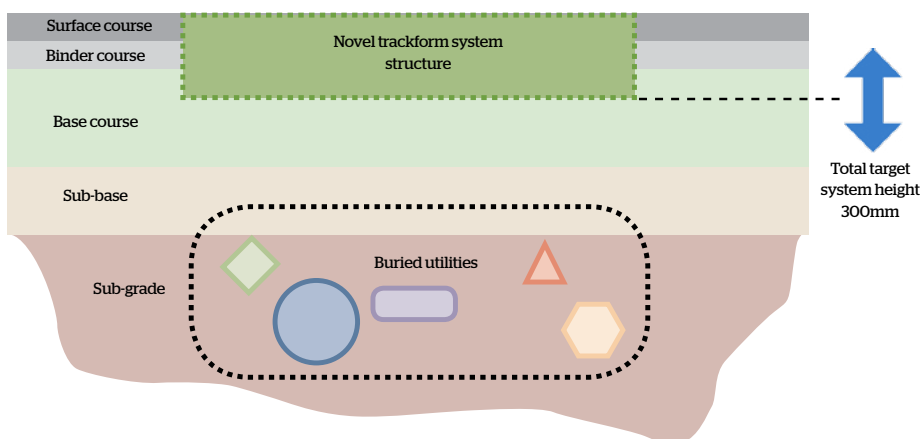 Surface course
Novel trackform system
structure
Binder course
Base course
Total target
system height
300mm
Sub-base
Buried utilities
Sub-grade